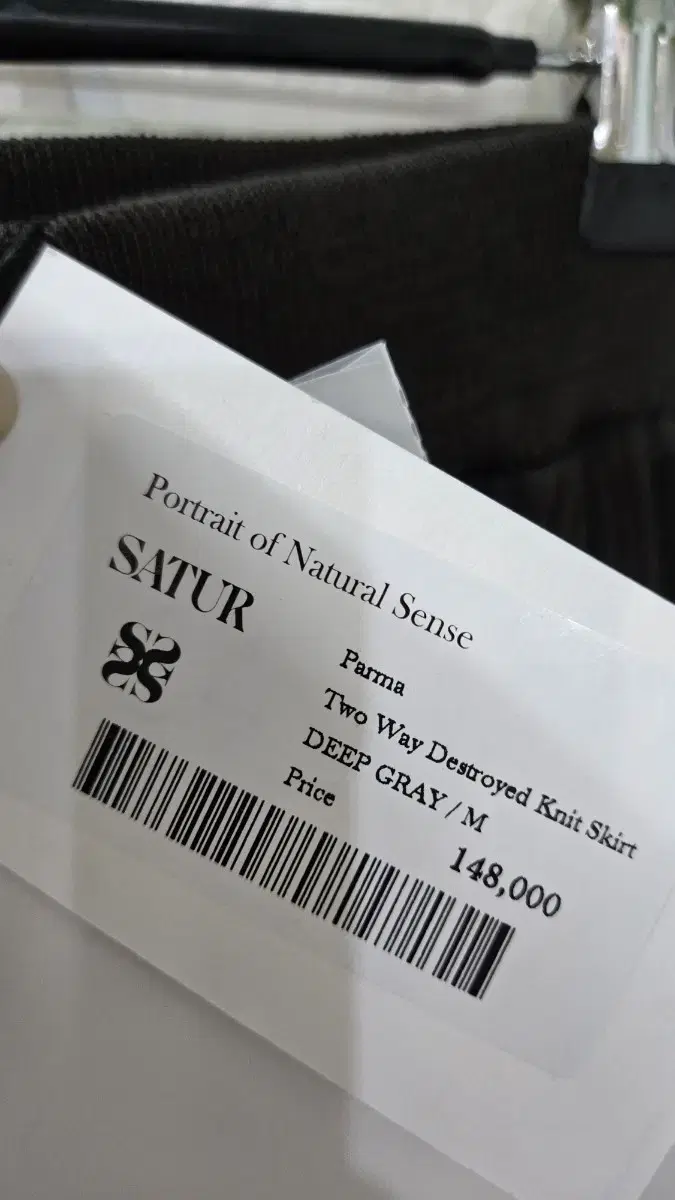 Portrait of Natural Sense
SATUR
Parma
Two Way Destroyed Knit Skirt
DEEP GRAY / M
Price
148,000